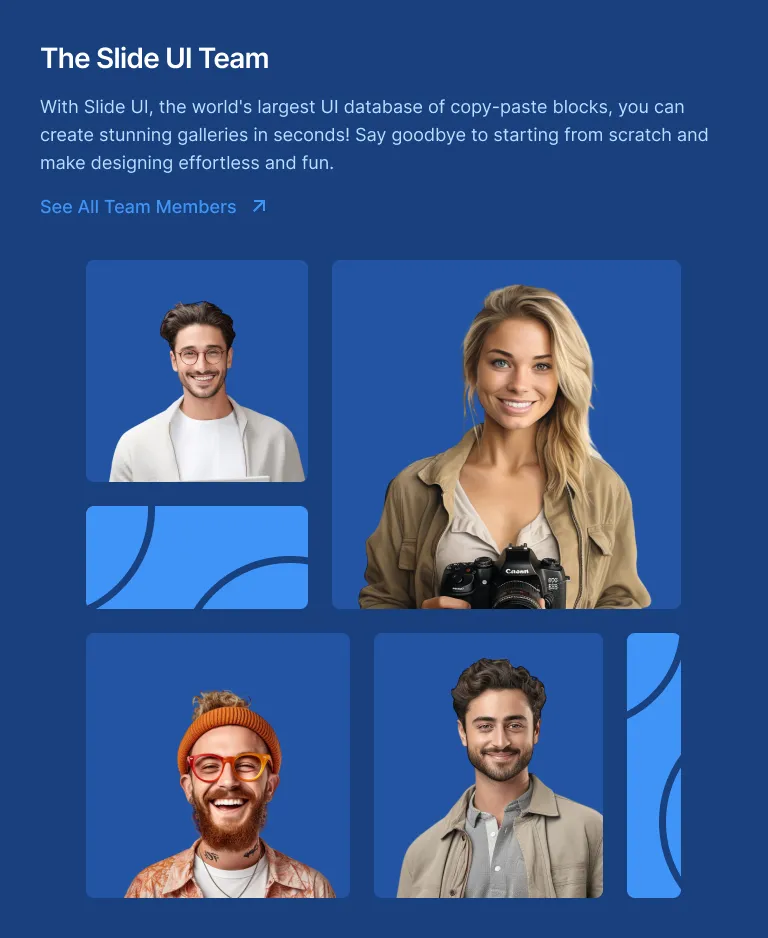 The Slide UI Team
With Slide UI, the world's largest UI database of copy-paste blocks, you can
create stunning galleries in seconds! Say goodbye to starting from scratch and
make designing effortless and fun.
See All Team Members
Canon
EOS